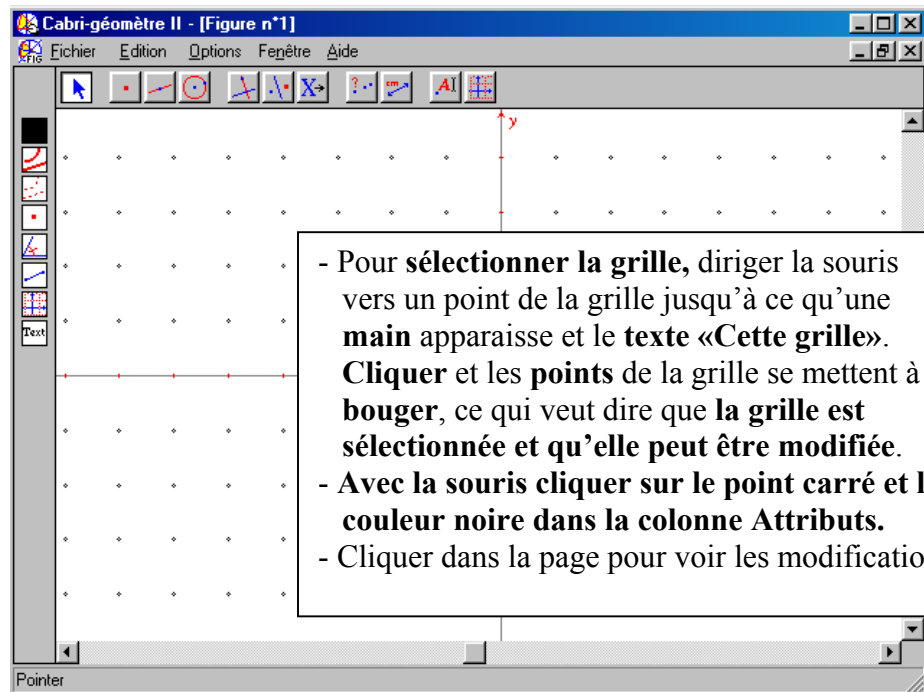 Cabri-géomètre II - [Figure n°1]
Fichier Edition Options Fenêtre Aide
y
- Pour sélectionner la grille, diriger la souris
vers un point de la grille jusqu’à ce qu’une
main apparaisse et le texte «Cette grille».
Cliquer et les points de la grille se mettent à
bouger, ce qui veut dire que la grille est
sélectionnée et qu’elle peut être modifiée.
- Avec la souris cliquer sur le point carré et l
couleur noire dans la colonne Attributs.
- Cliquer dans la page pour voir les modificatio
Text
Pointer